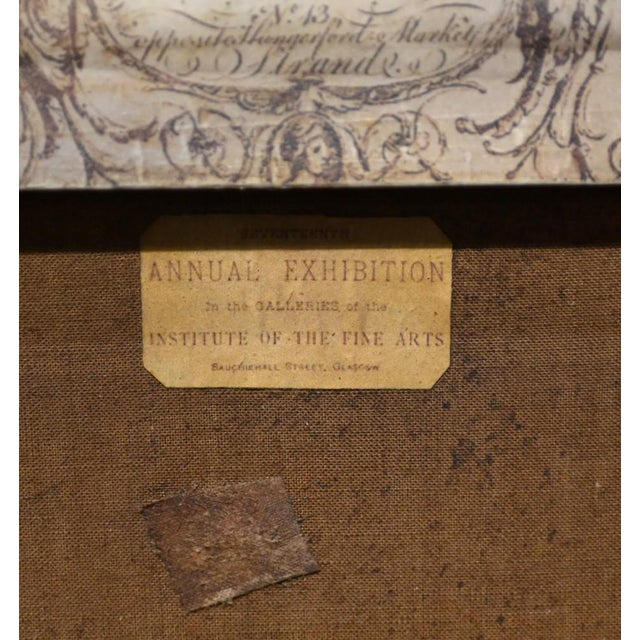 No. 13,
opposite Hungerford Market,
Strand.
SEVENTEENTH
ANNUAL EXHIBITION
in the GALLERIES of the
INSTITUTE OF THE FINE ARTS
SAUCHIEHALL STREET, GLASGOW